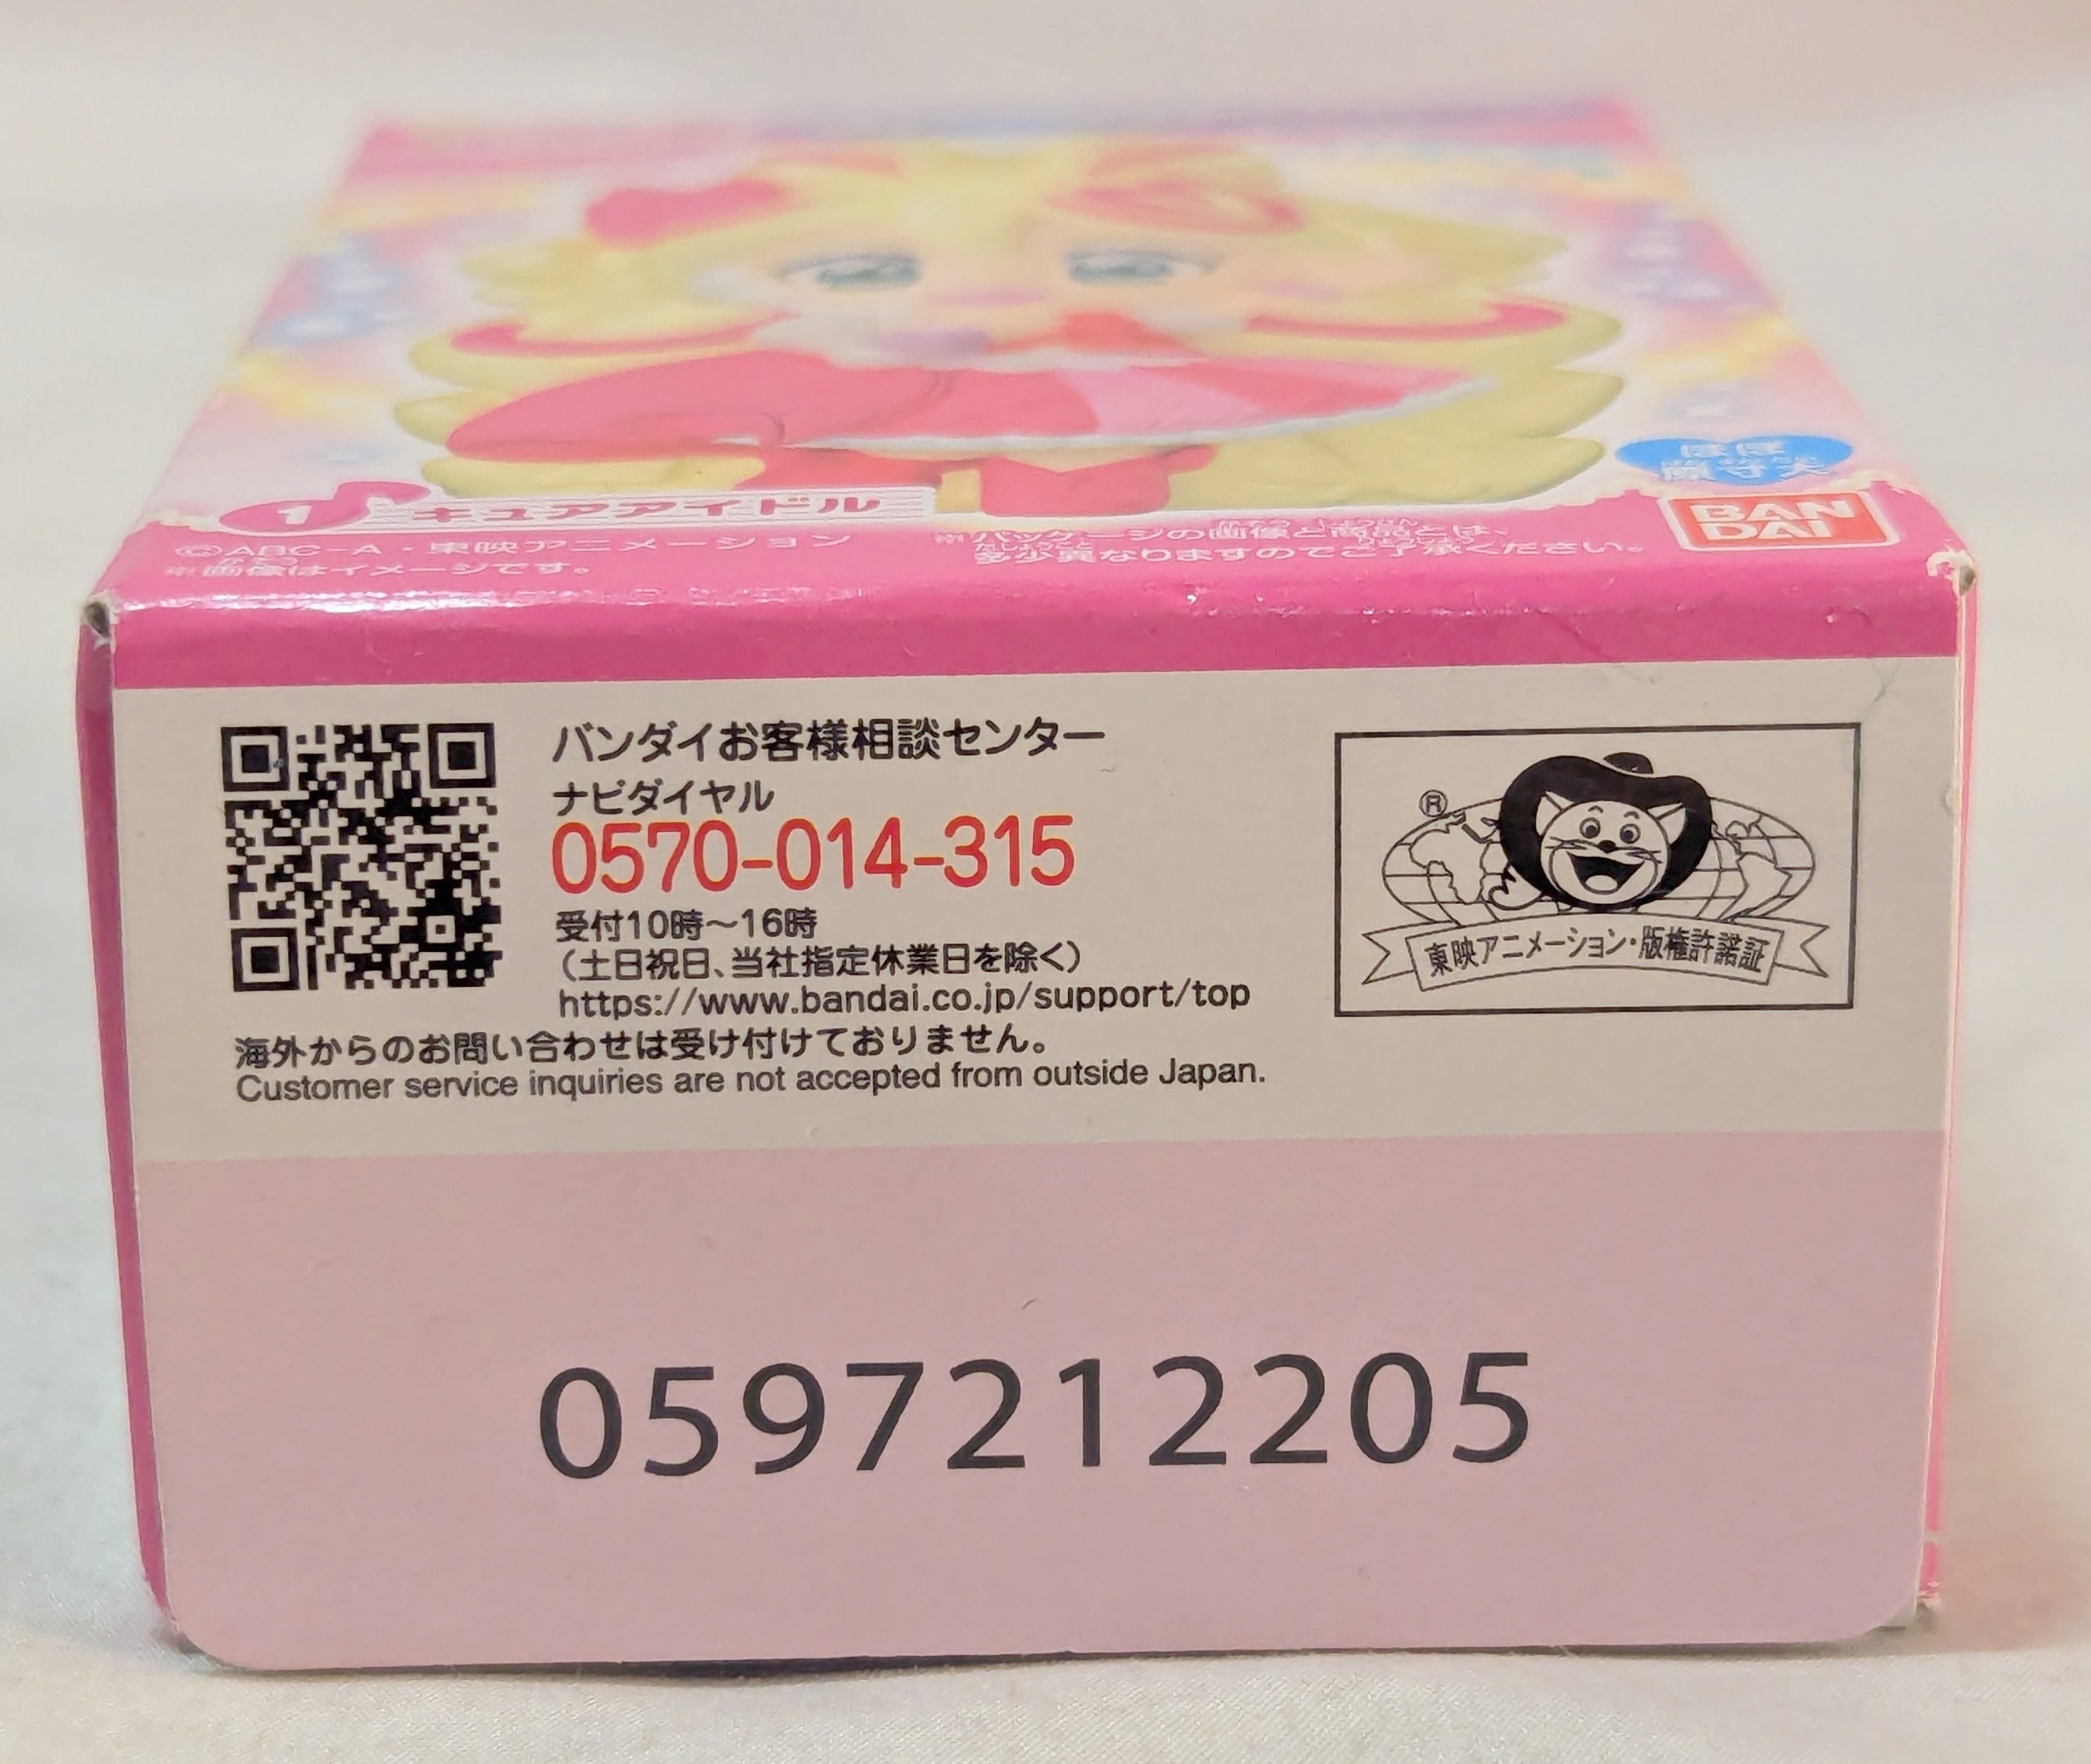 ほぼ
原寸大
1 キュアアイドル
BAN
DAI
©ABC-A・東映アニメーション
※画像はイメージです。
※パッケージの画像と商品とは、
多少異なりますのでご了承ください。
バンダイお客様相談センター
ナビダイヤル
0570-014-315
受付10時～16時
(土日祝日、当社指定休業日を除く)
https://www.bandai.co.jp/support/top
海外からのお問い合わせは受け付けておりません。
Customer service inquiries are not accepted from outside Japan.
®
東映アニメーション・版権許諾証
0597212205